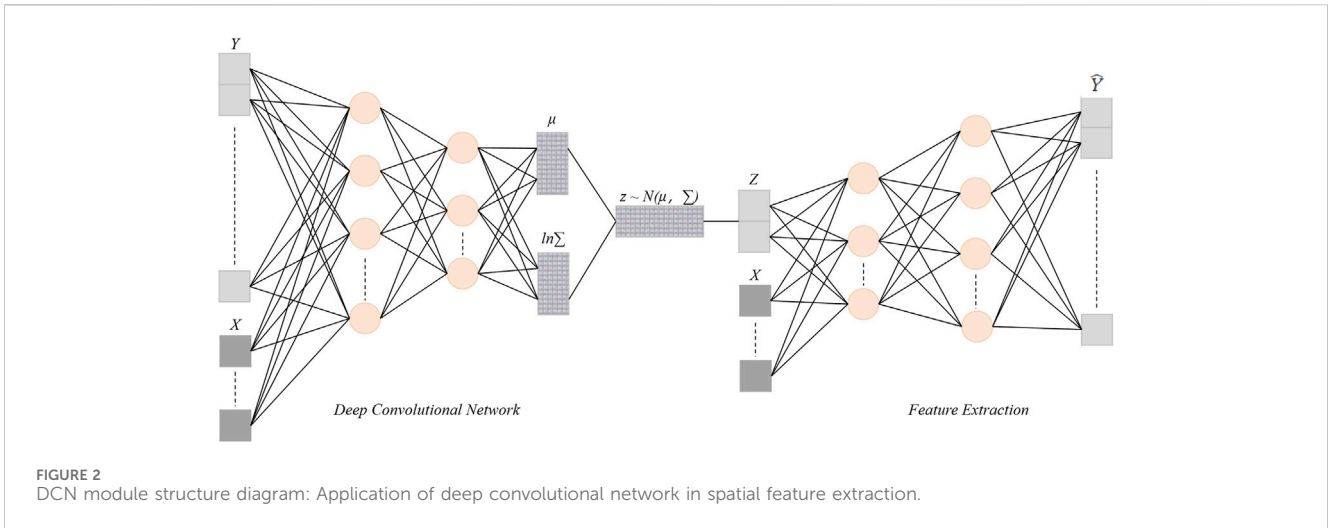 Y
X
μ
ln∑
z ~ N(μ, ∑)
Z
X
Ŷ
Deep Convolutional Network
Feature Extraction
FIGURE 2
DCN module structure diagram: Application of deep convolutional network in spatial feature extraction.